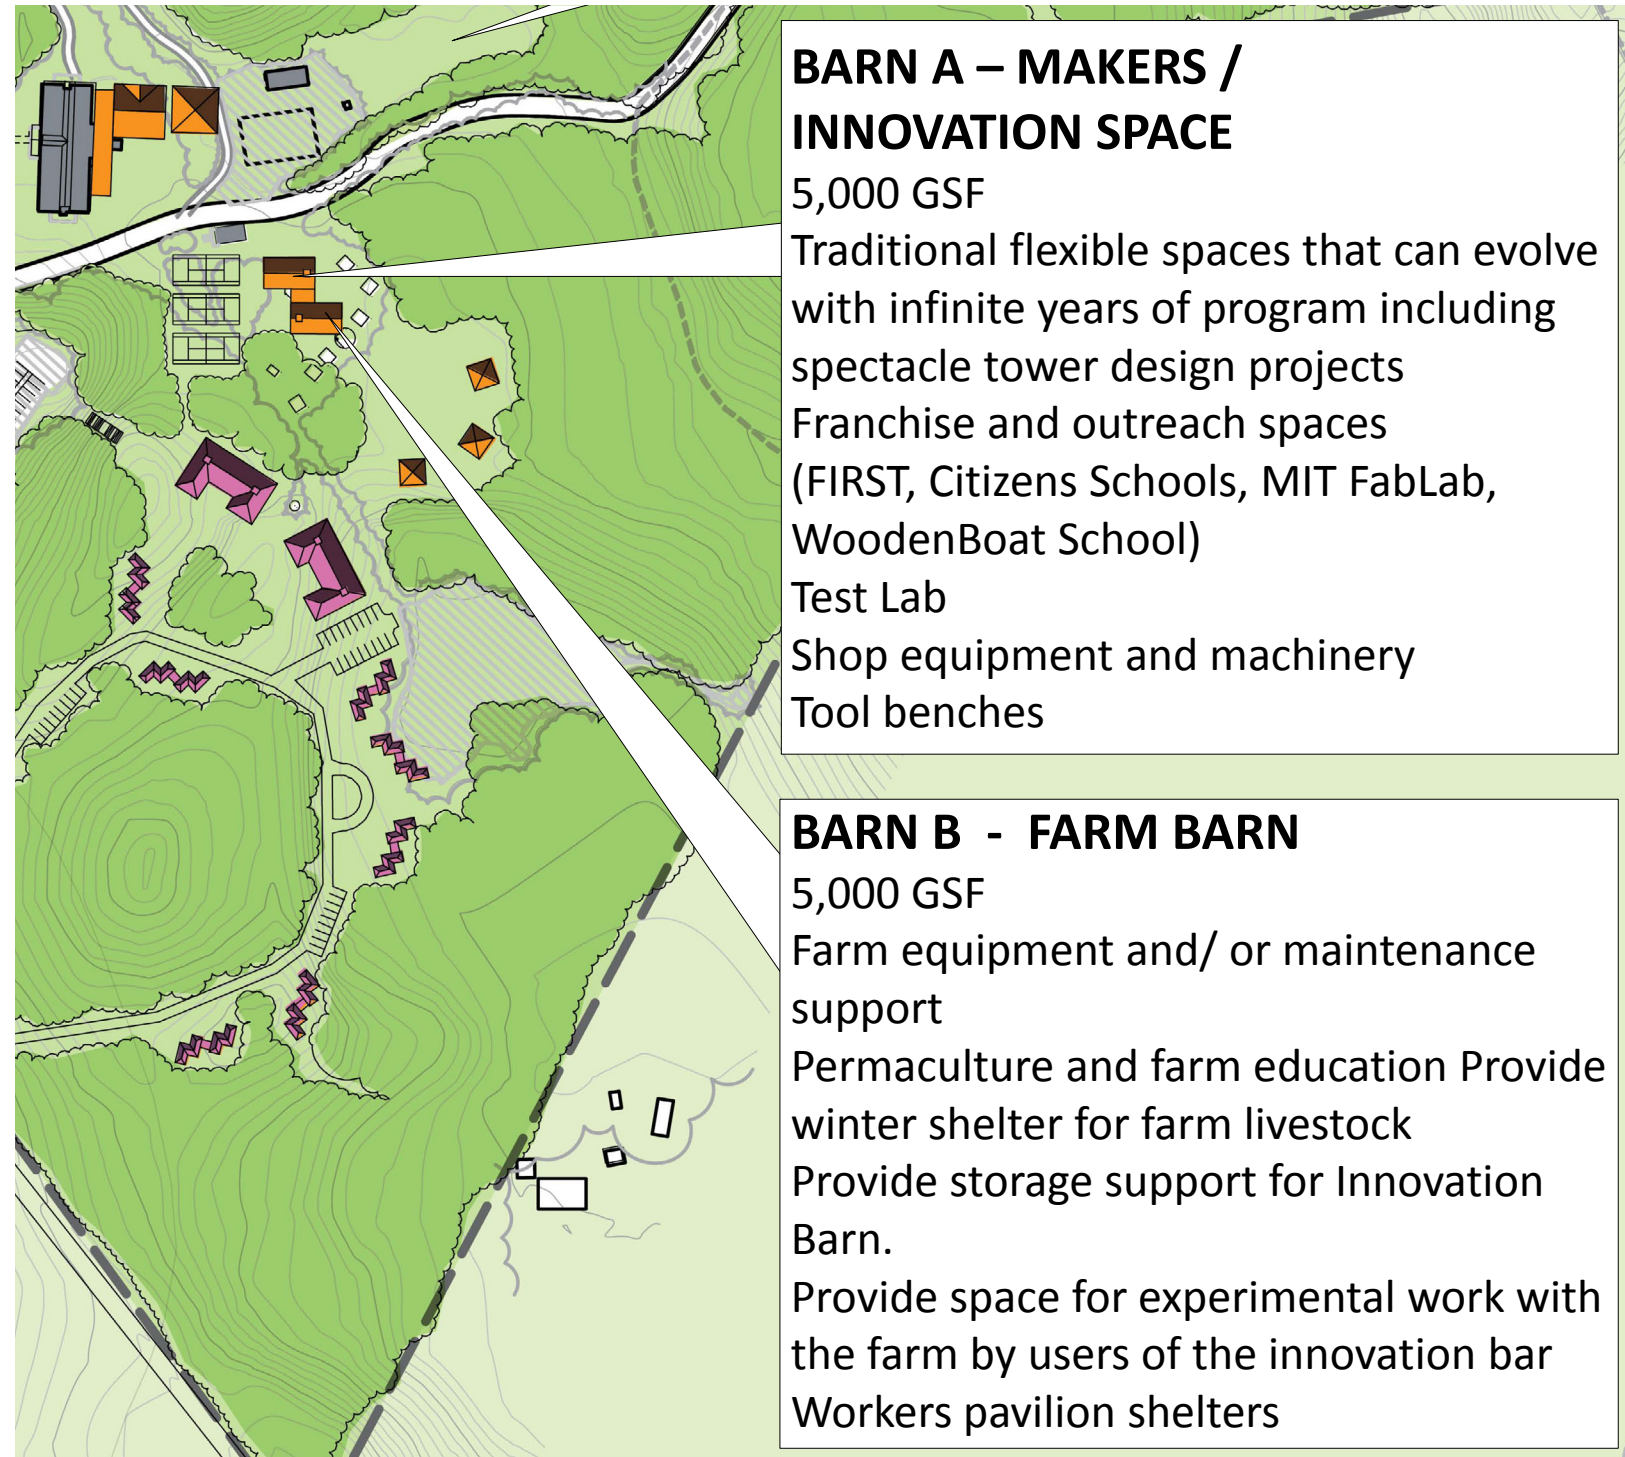 BARN A – MAKERS /
INNOVATION SPACE
5,000 GSF
Traditional flexible spaces that can evolve
with infinite years of program including
spectacle tower design projects
Franchise and outreach spaces
(FIRST, Citizens Schools, MIT FabLab,
WoodenBoat School)
Test Lab
Shop equipment and machinery
Tool benches
BARN B - FARM BARN
5,000 GSF
Farm equipment and/ or maintenance
support
Permaculture and farm education Provide
winter shelter for farm livestock
Provide storage support for Innovation
Barn.
Provide space for experimental work with
the farm by users of the innovation bar
Workers pavilion shelters